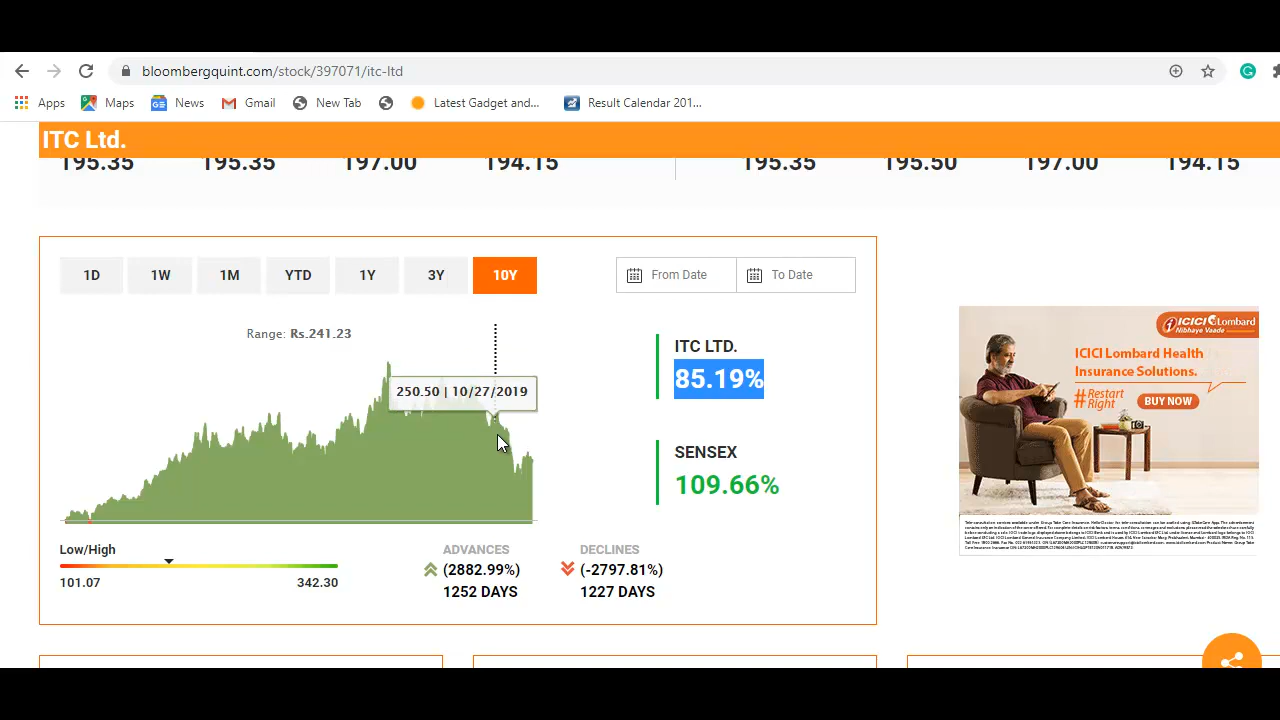 bloombergquint.com/stock/397071/itc-ltd
Apps Maps News Gmail New Tab Latest Gadget and... Result Calendar 201...
ITC Ltd.
195.35 195.35 197.00 194.15 195.35 195.50 197.00 194.15
1D 1W 1M YTD 1Y 3Y 10Y From Date To Date
Range: Rs.241.23
250.50 | 10/27/2019
ITC LTD.
85.19%
SENSEX
109.66%
Low/High
101.07 342.30
ADVANCES DECLINES
(2882.99%) (-2797.81%)
1252 DAYS 1227 DAYS
ICICI Lombard
Nibhaye Vaade
ICICI Lombard Health
Insurance Solutions.
#Restart Right
BUY NOW